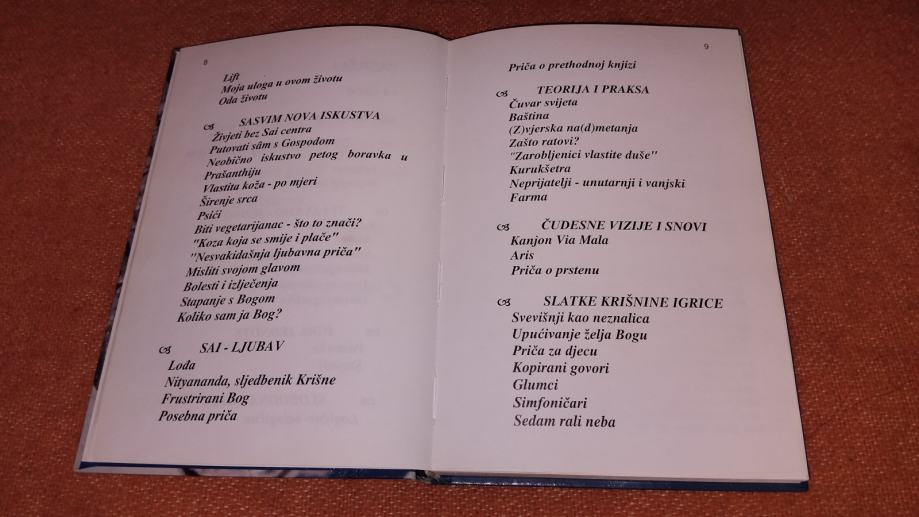 8
Lift
Moja uloga u ovom životu
Oda životu
SASVIM NOVA ISKUSTVA
Živjeti bez Sai centra
Putovati sâm s Gospodom
Neobično iskustvo petog boravka u
Prašanthiju
Vlastita koža - po mjeri
Širenje srca
Psići
Biti vegetarijanac - što to znači?
"Koza koja se smije i plače"
"Nesvakidašnja ljubavna priča"
Misliti svojom glavom
Bolesti i izlječenja
Stapanje s Bogom
Koliko sam ja Bog?
SAI - LJUBAV
Lođa
Nityananda, sljedbenik Krišne
Frustrirani Bog
Posebna priča
9
Priča o prethodnoj knjizi
TEORIJA I PRAKSA
Čuvar svijeta
Baština
(Z)vjerska na(d)metanja
Zašto ratovi?
"Zarobljenici vlastite duše"
Kurukšetra
Neprijatelji - unutarnji i vanjski
Farma
ČUDESNE VIZIJE I SNOVI
Kanjon Via Mala
Aris
Priča o prstenu
SLATKE KRIŠNINE IGRICE
Svevišnji kao neznalica
Upućivanje želja Bogu
Priča za djecu
Kopirani govori
Glumci
Simfoničari
Sedam rali neba